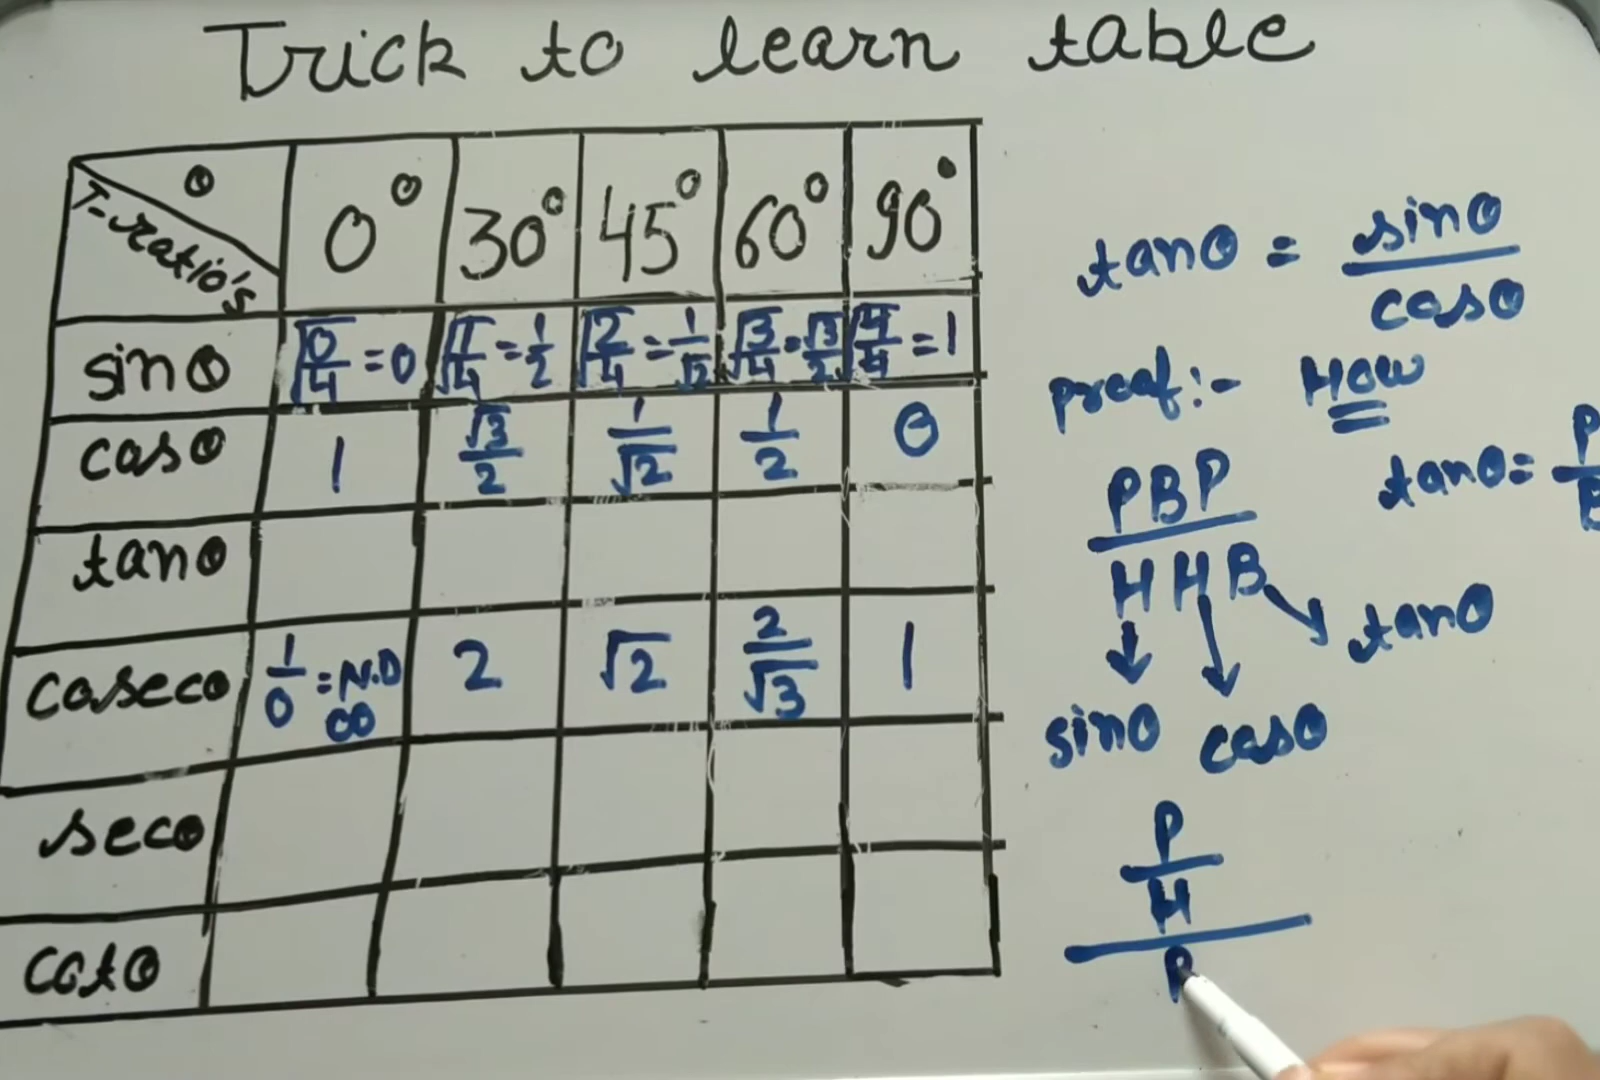 Trick to learn table
θ
T-ratio's
0° 30° 45° 60° 90°
sinθ √0/4 = 0 √1/4 = 1/2 √2/4 = 1/√2 √3/4 = √3/2 √4/4 = 1
cosθ 1 √3/2 1/√2 1/2 0
tanθ
cosecθ 1/0 = N.D ∞ 2 √2 2/√3 1
secθ
cotθ
tanθ = sinθ/cosθ
proof:- How
PBP
HHB
tanθ = P/B
tanθ
sinθ cosθ
P
H
P